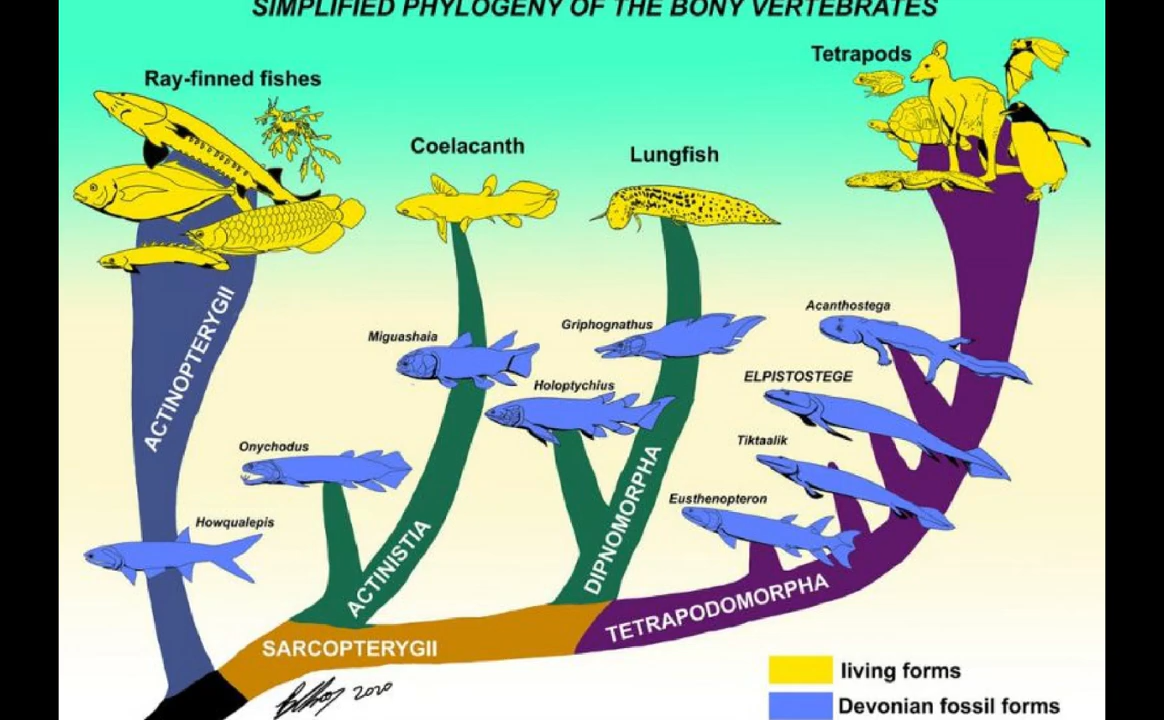 SIMPLIFIED PHYLOGENY OF THE BONY VERTEBRATES
Tetrapods
Ray-finned fishes
Coelacanth
Lungfish
ACTINOPTERYGII
Acanthostega
Griphognathus
Miguashaia
ELPISTOSTEGE
Holoptychius
Tiktaalik
Onychodus
Eusthenopteron
Howqualepis
ACTINISTIA
DIPNOMORPHA
TETRAPODOMORPHA
SARCOPTERYGII
living forms
2020
Devonian fossil forms